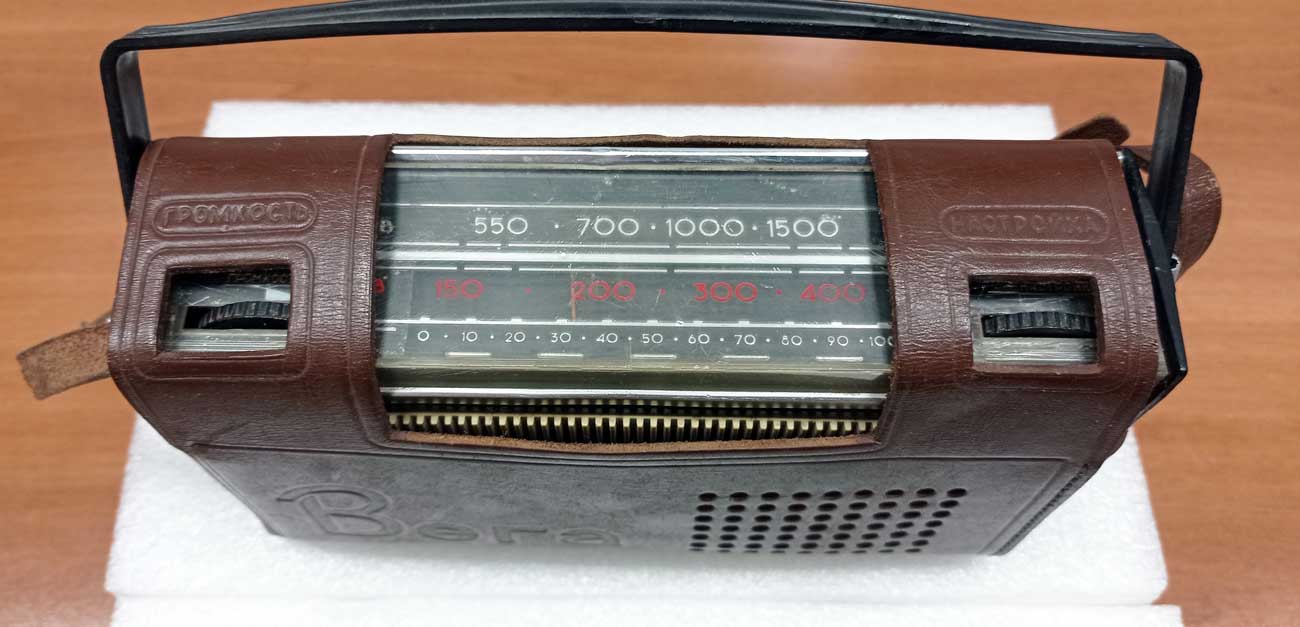 ГРОМКОСТЬ
НАСТРОЙКА
550 · 700 · 1000 · 1500
В 150 · 200 · 300 · 400
0 · 10 · 20 · 30 · 40 · 50 · 60 · 70 · 80 · 90 · 100
Вега